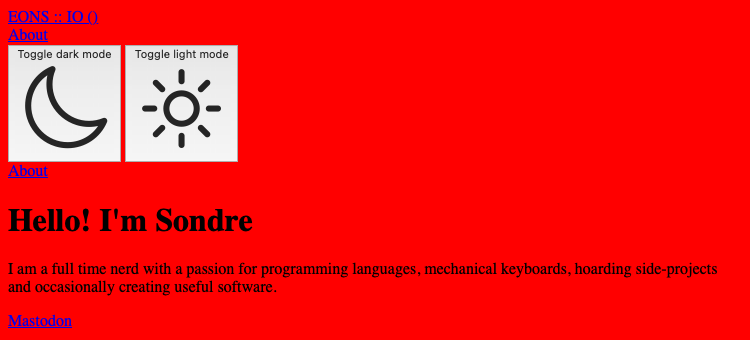 EONS :: IO ()
About
Toggle dark mode Toggle light mode
About
Hello! I'm Sondre
I am a full time nerd with a passion for programming languages, mechanical keyboards, hoarding side-projects
and occasionally creating useful software.
Mastodon